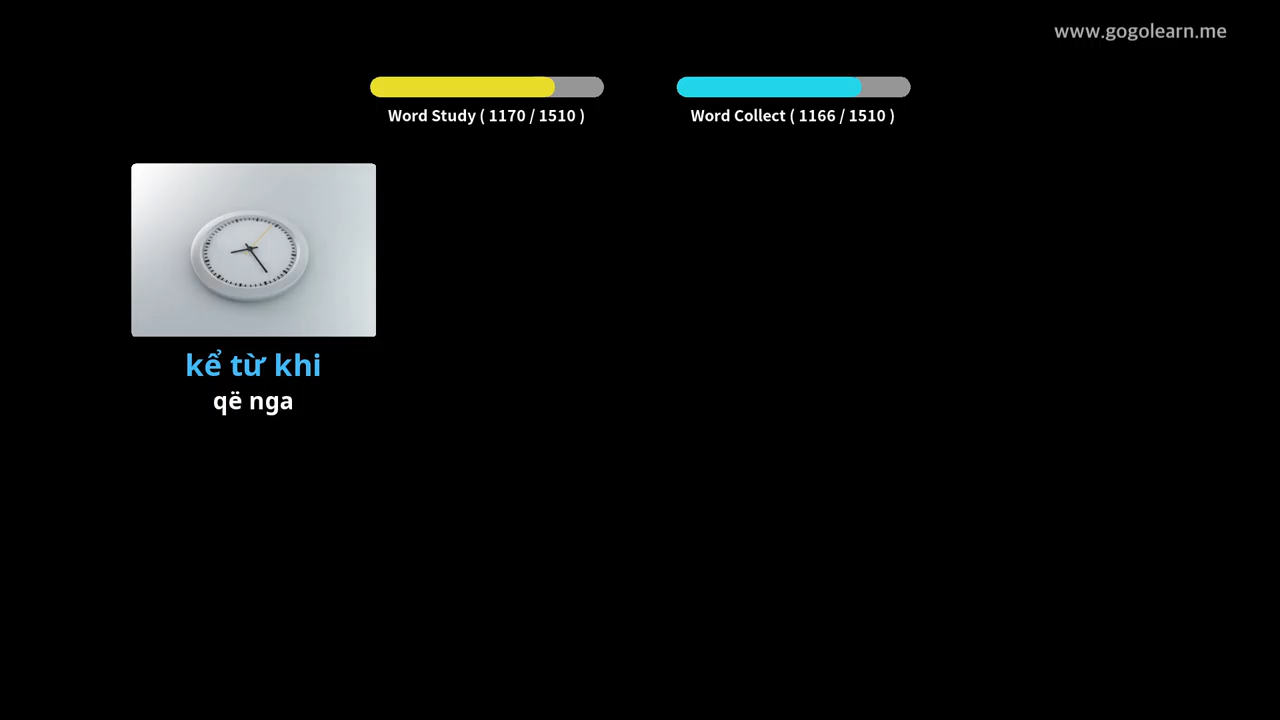 www.gogolearn.me
Word Study ( 1170 / 1510 )
Word Collect ( 1166 / 1510 )
kể từ khi
që nga